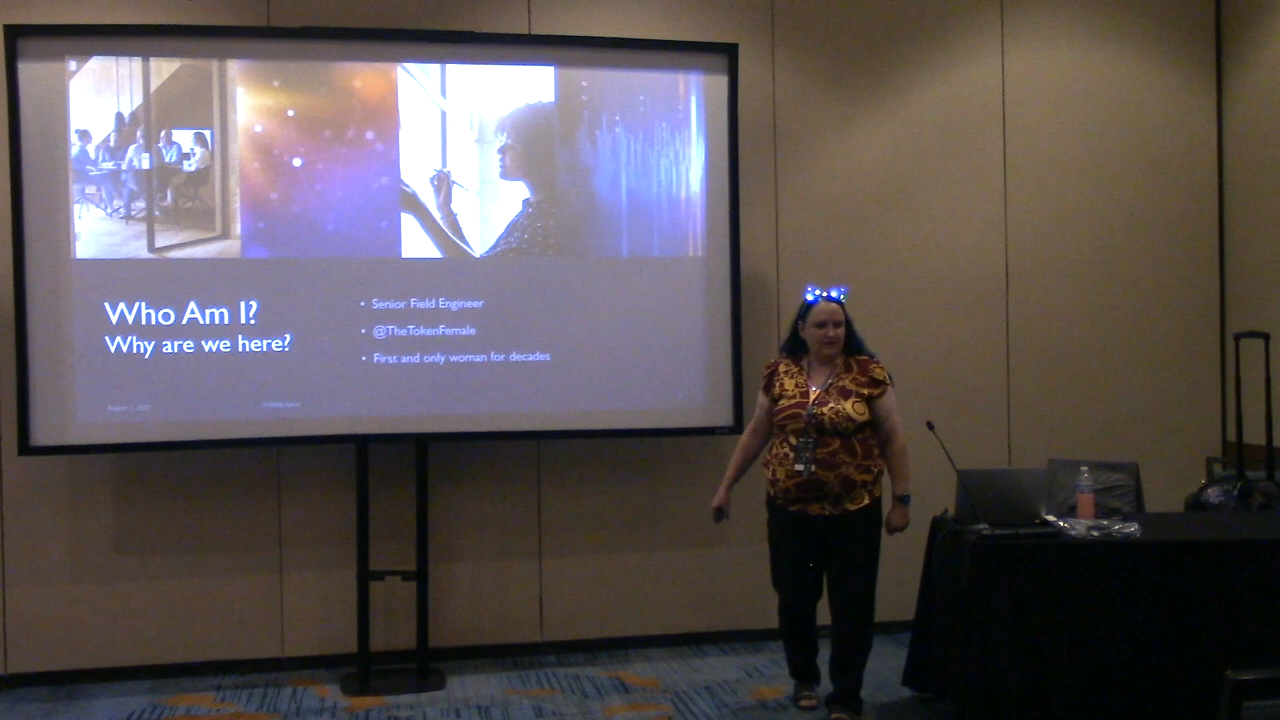 Who Am I?
Why are we here?
• Senior Field Engineer
• @TheTokenFemale
• First and only woman for decades